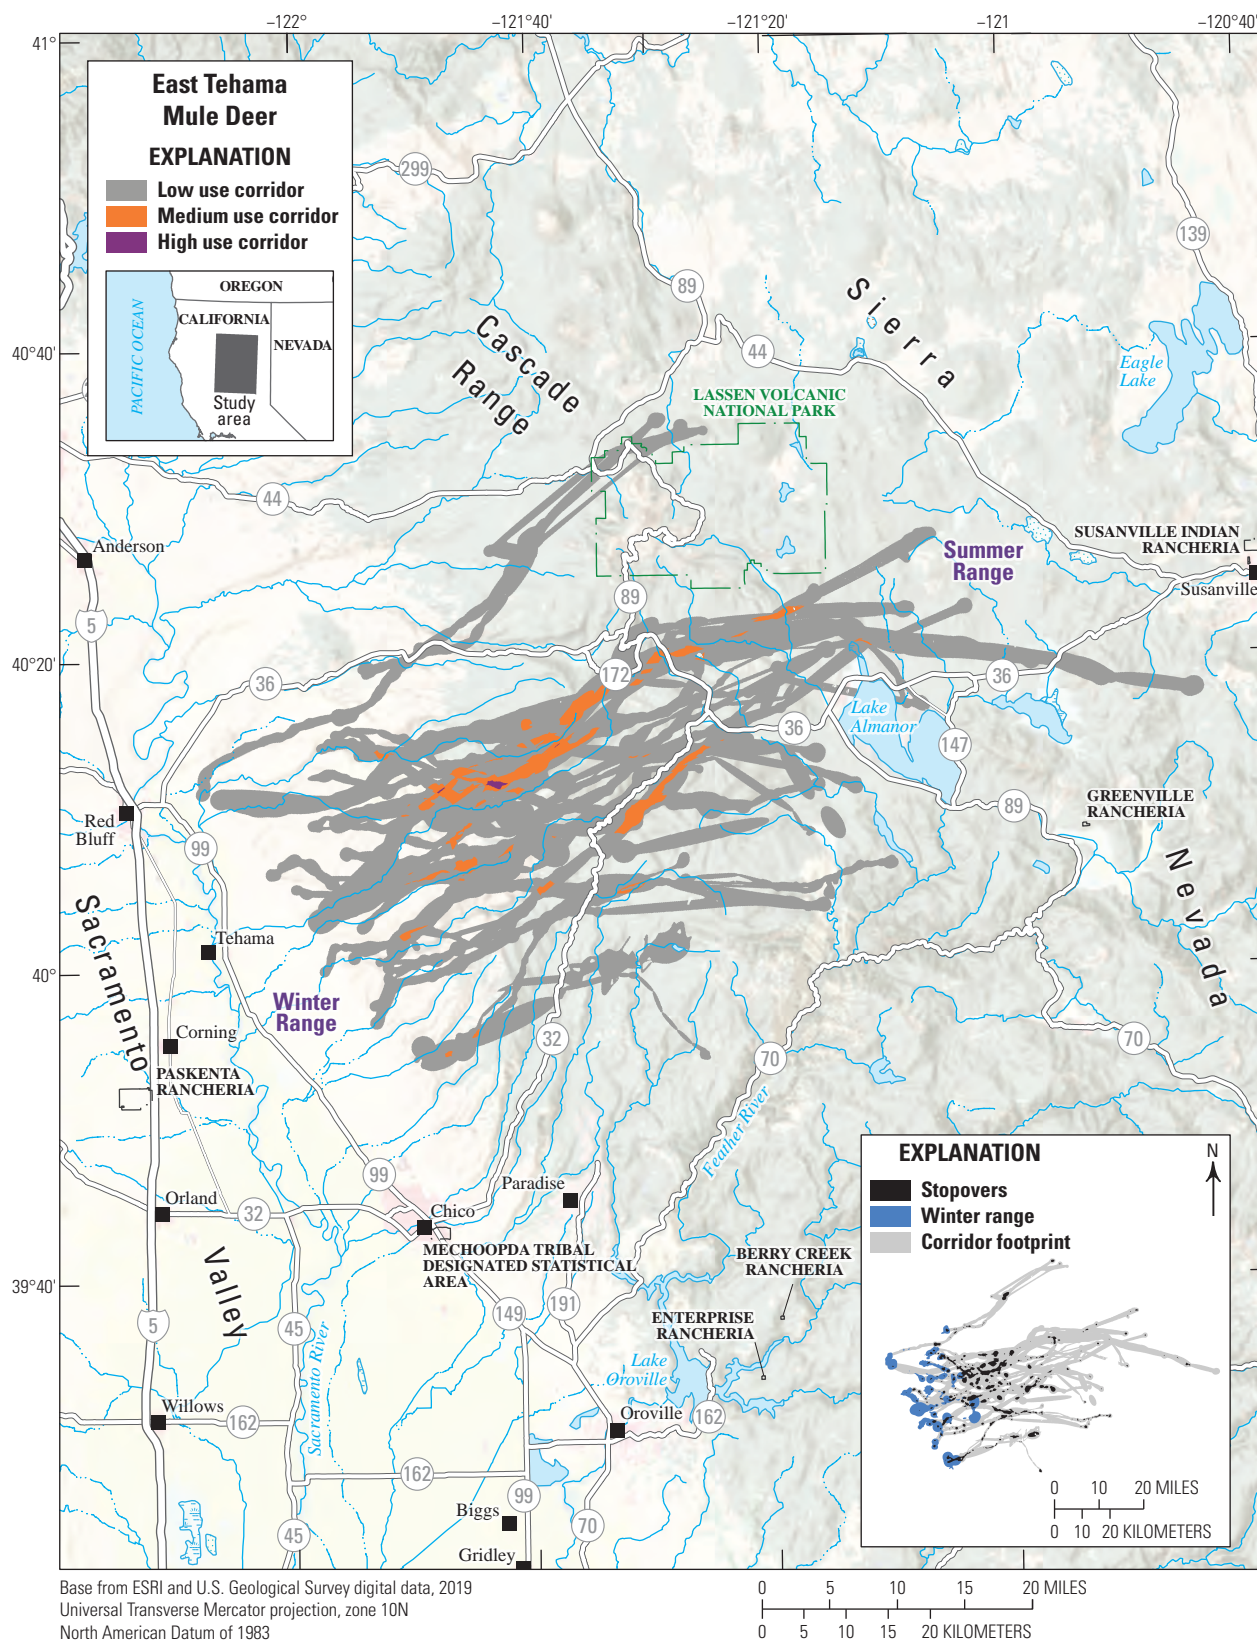 −122°
−121°40'
−121°20'
−121°
−120°40'
41°
40°40'
40°20'
40°
39°40'
East Tehama
Mule Deer
EXPLANATION
Low use corridor
Medium use corridor
High use corridor
OREGON
CALIFORNIA
NEVADA
PACIFIC OCEAN
Study
area
299
139
89
Sierra
Cascade
Range
44
Eagle
Lake
LASSEN VOLCANIC
NATIONAL PARK
44
SUSANVILLE INDIAN
RANCHERIA
Anderson
Summer
Range
Susanville
5
89
36
172
36
Lake
Almanor
36
147
89
GREENVILLE
RANCHERIA
Red
Bluff
99
Nevada
Sacramento
Tehama
Winter
Range
Corning
32
70
70
PASKENTA
RANCHERIA
Feather River
99
Paradise
Orland
32
Chico
MECHOOPDA TRIBAL
DESIGNATED STATISTICAL
AREA
BERRY CREEK
RANCHERIA
Valley
5
45
149
191
ENTERPRISE
RANCHERIA
Sacramento River
Lake
Oroville
Willows
162
Oroville
162
162
99
Biggs
45
70
Gridley
EXPLANATION
N
Stopovers
Winter range
Corridor footprint
0 10 20 MILES
0 10 20 KILOMETERS
Base from ESRI and U.S. Geological Survey digital data, 2019
Universal Transverse Mercator projection, zone 10N
North American Datum of 1983
0 5 10 15 20 MILES
0 5 10 15 20 KILOMETERS